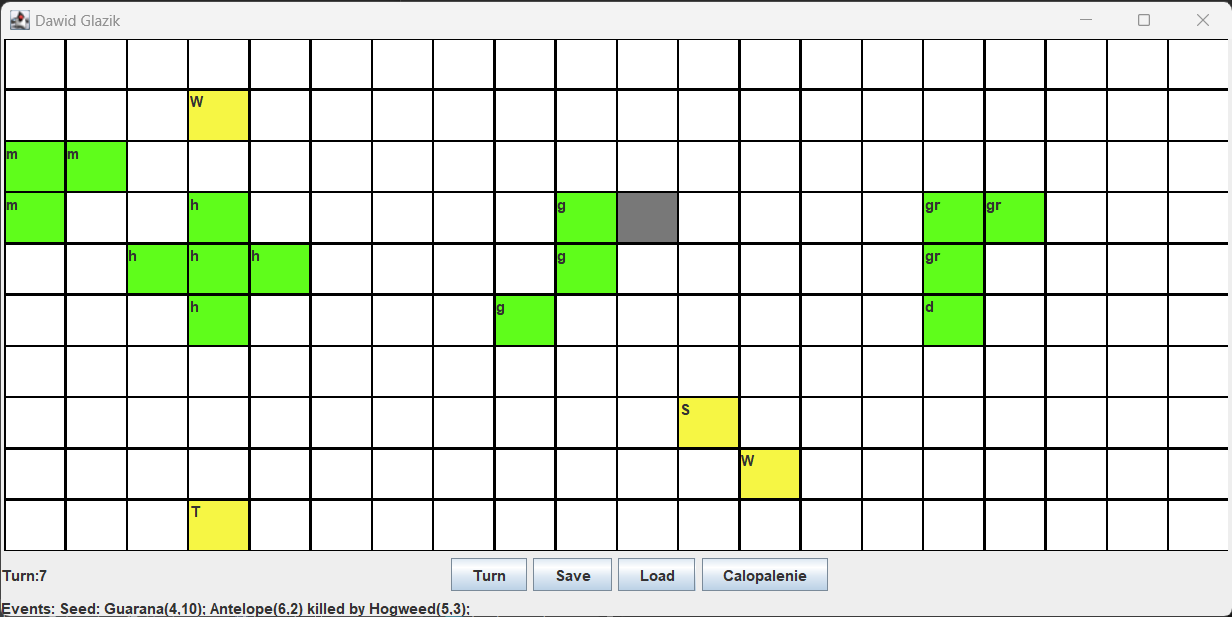 Dawid Glazik
W
m m
m h g gr gr
h h h g gr
h g d
S
W
T
Turn:7 Turn Save Load Calopalenie
Events: Seed: Guarana(4,10); Antelope(6,2) killed by Hogweed(5,3);